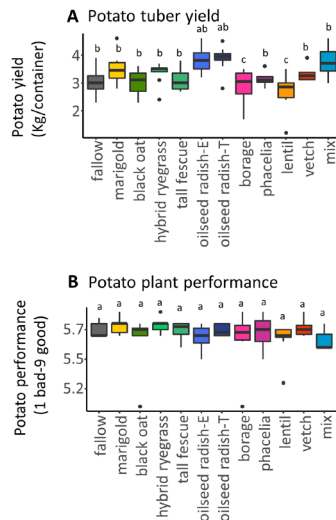 A Potato tuber yield
Potato yield
(Kg/container)
4
3
2
b b b b b ab ab c b c b b
fallow
marigold
black oat
hybrid ryegrass
tall fescue
oilseed radish-E
oilseed radish-T
borage
phacelia
lentil
vetch
mix
B Potato plant performance
Potato performance
(1 bad-9 good)
5.7
5.5
5.2
a a a a a a a a a a a a
fallow
marigold
black oat
hybrid ryegrass
tall fescue
oilseed radish-E
oilseed radish-T
borage
phacelia
lentil
vetch
mix